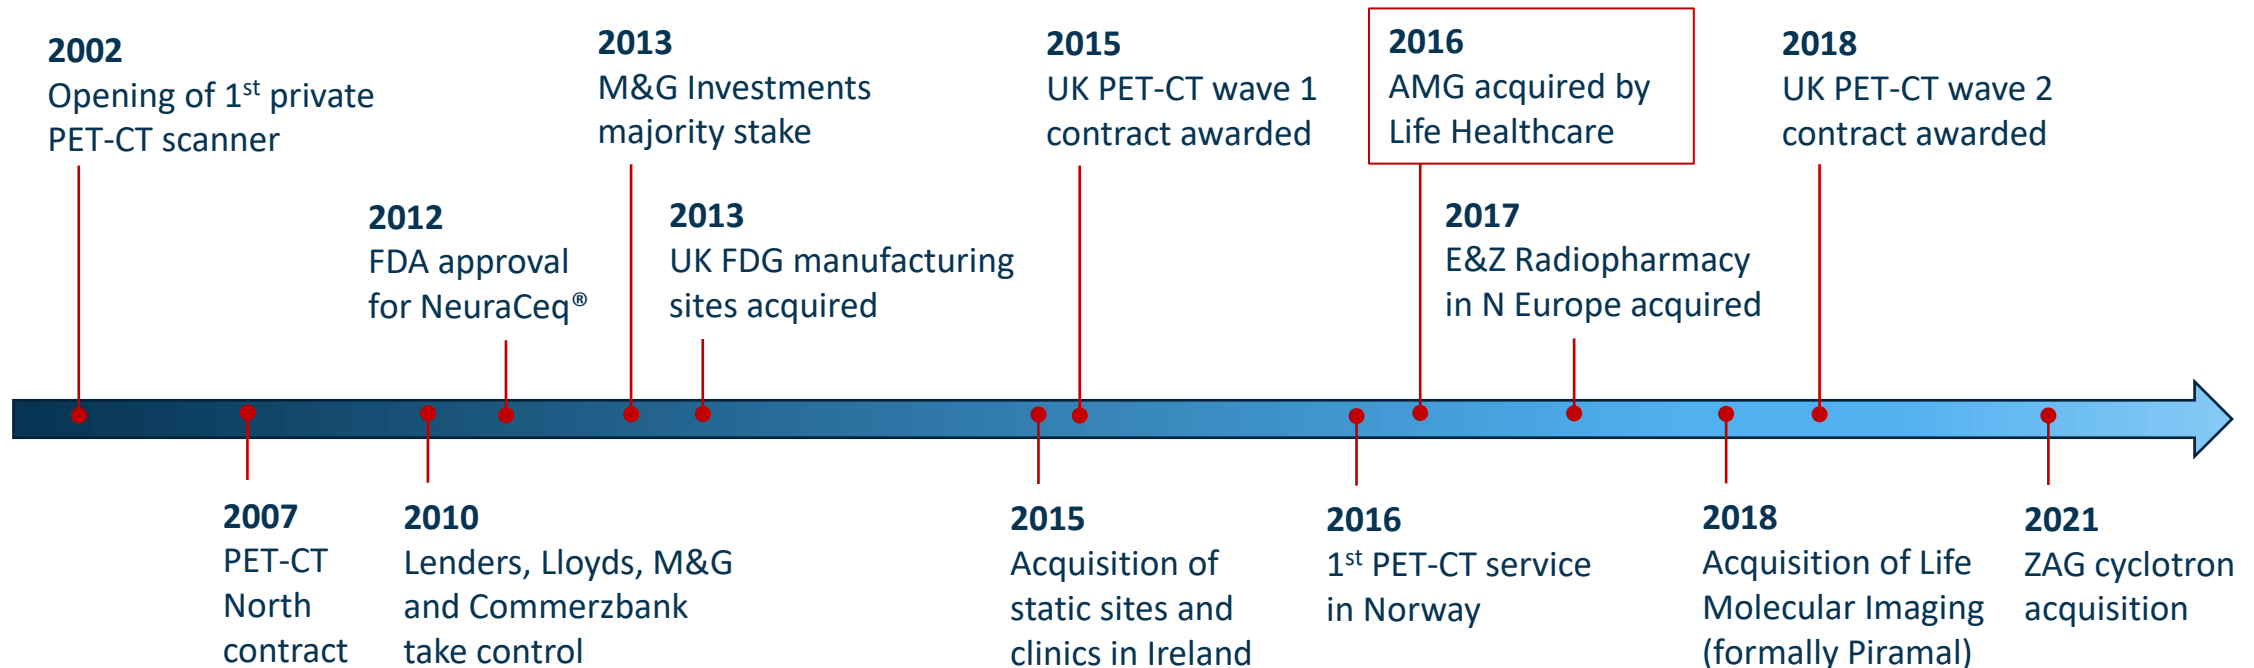 2002
Opening of 1st private
PET-CT scanner
2007
PET-CT
North
contract
2010
Lenders, Lloyds, M&G
and Commerzbank
take control
2012
FDA approval
for NeuraCeq®
2013
M&G Investments
majority stake
2013
UK FDG manufacturing
sites acquired
2015
Acquisition of
static sites and
clinics in Ireland
2015
UK PET-CT wave 1
contract awarded
2016
1st PET-CT service
in Norway
2016
AMG acquired by
Life Healthcare
2017
E&Z Radiopharmacy
in N Europe acquired
2018
Acquisition of Life
Molecular Imaging
(formally Piramal)
2018
UK PET-CT wave 2
contract awarded
2021
ZAG cyclotron
acquisition